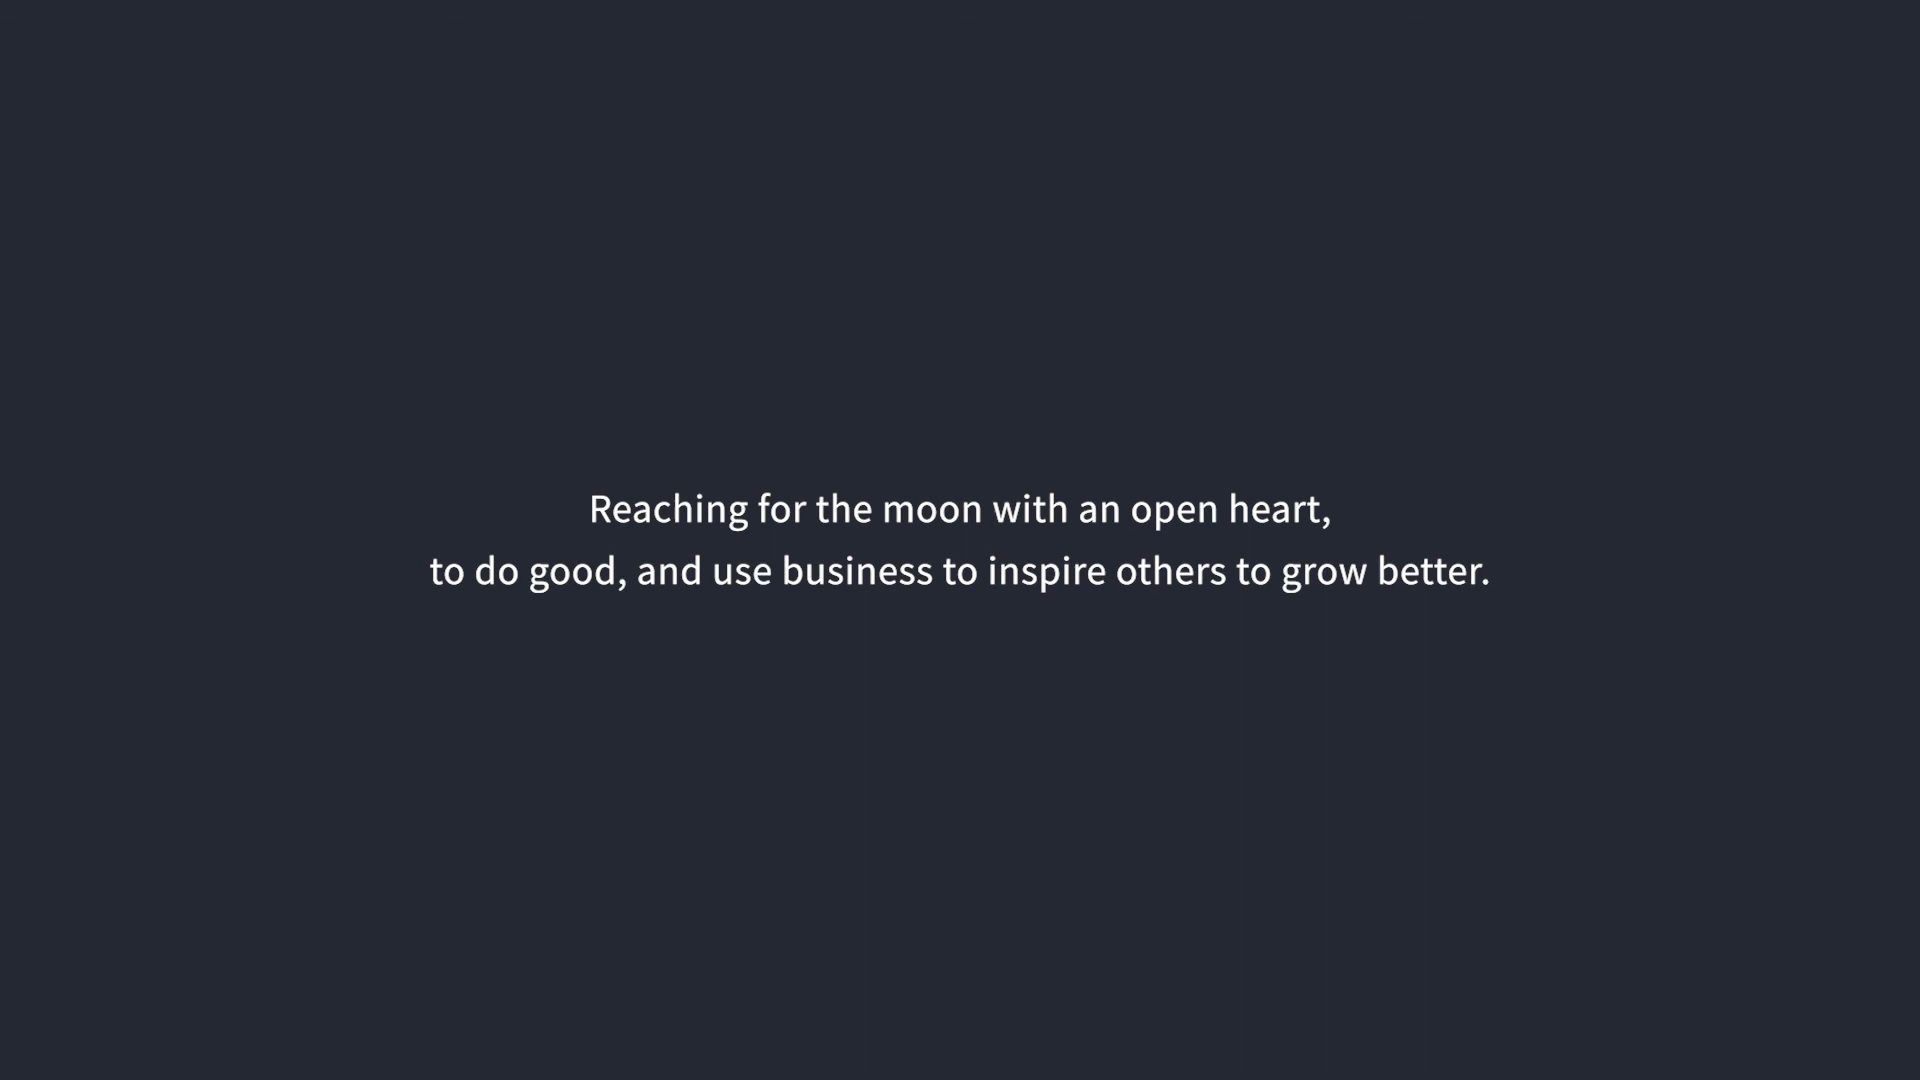 Reaching for the moon with an open heart,
to do good, and use business to inspire others to grow better.